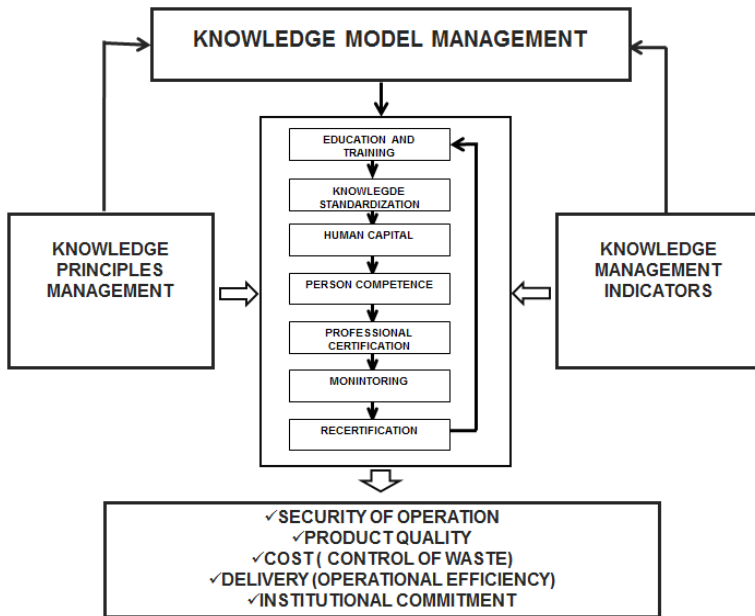 KNOWLEDGE MODEL MANAGEMENT
EDUCATION AND
TRAINING
KNOWLEGDE
STANDARDIZATION
HUMAN CAPITAL
PERSON COMPETENCE
PROFESSIONAL
CERTIFICATION
MONINTORING
RECERTIFICATION
KNOWLEDGE
PRINCIPLES
MANAGEMENT
KNOWLEDGE
MANAGEMENT
INDICATORS
✓SECURITY OF OPERATION
✓PRODUCT QUALITY
✓COST ( CONTROL OF WASTE)
✓DELIVERY (OPERATIONAL EFFICIENCY)
✓INSTITUTIONAL COMMITMENT